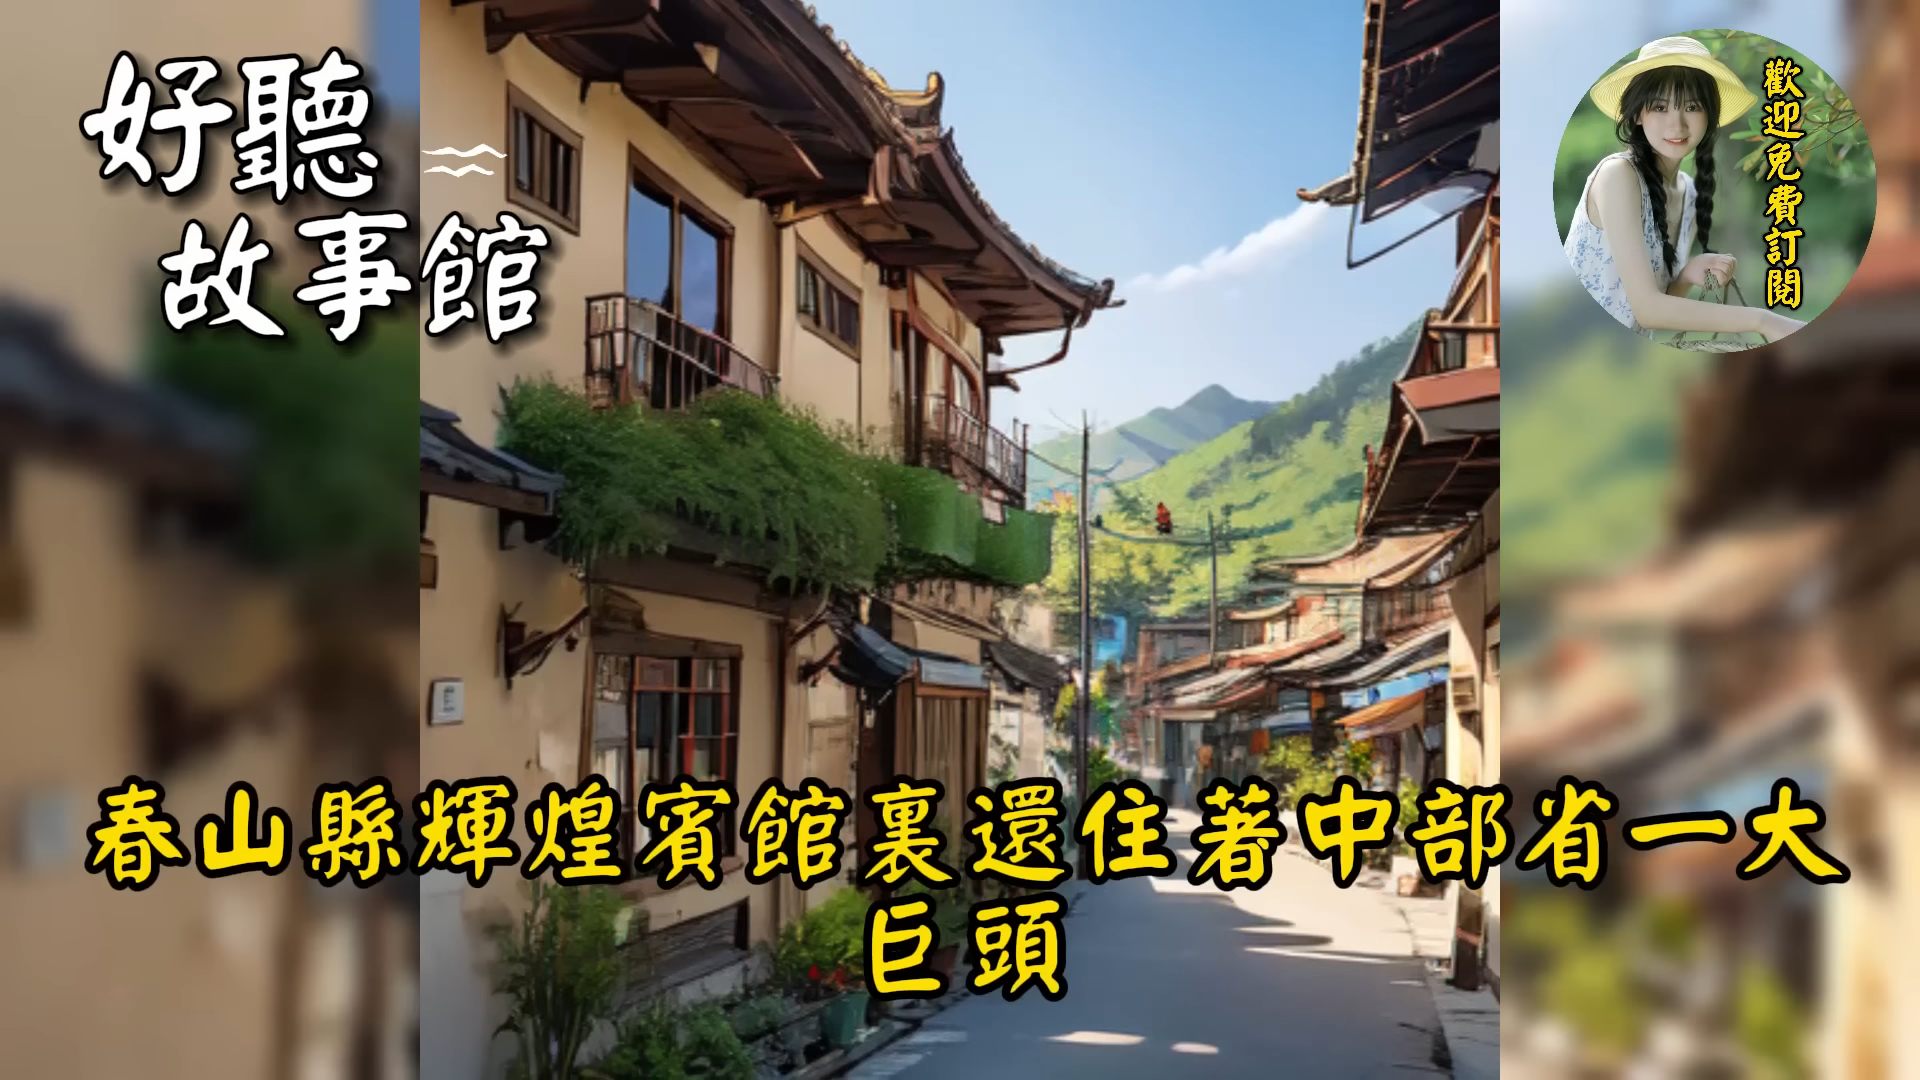 好聽
故事館
歡迎免費訂閱
春山縣輝煌賓館裏還住著中部省一大
巨頭